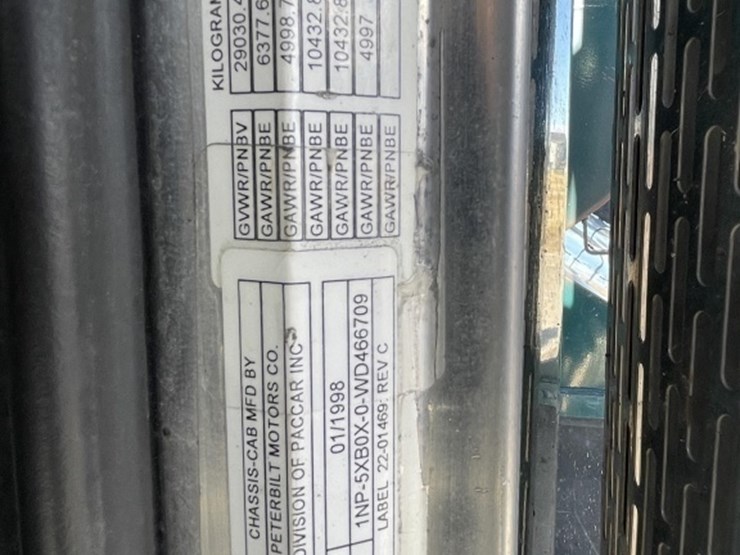 CHASSIS-CAB MFD BY
PETERBILT MOTORS CO.
DIVISION OF PACCAR INC
01/1998
1NP-5XB0X-0-WD466709
LABEL 22-01469: REV C
KILOGRAM
GVWR/PNBV 29030.4
GAWR/PNBE 6377.6
GAWR/PNBE 4998.7
GAWR/PNBE 10432.8
GAWR/PNBE 10432.8
GAWR/PNBE 4997
GAWR/PNBE